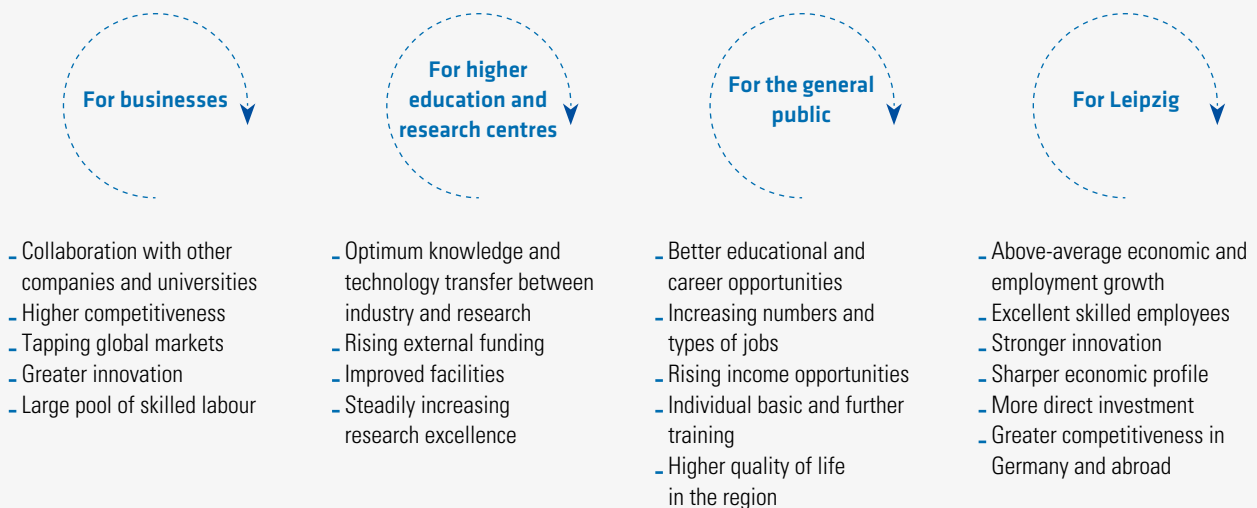 For businesses
- Collaboration with other
companies and universities
- Higher competitiveness
- Tapping global markets
- Greater innovation
- Large pool of skilled labour
For higher
education and
research centres
- Optimum knowledge and
technology transfer between
industry and research
- Rising external funding
- Improved facilities
- Steadily increasing
research excellence
For the general
public
- Better educational and
career opportunities
- Increasing numbers and
types of jobs
- Rising income opportunities
- Individual basic and further
training
- Higher quality of life
in the region
For Leipzig
- Above-average economic and
employment growth
- Excellent skilled employees
- Stronger innovation
- Sharper economic profile
- More direct investment
- Greater competitiveness in
Germany and abroad